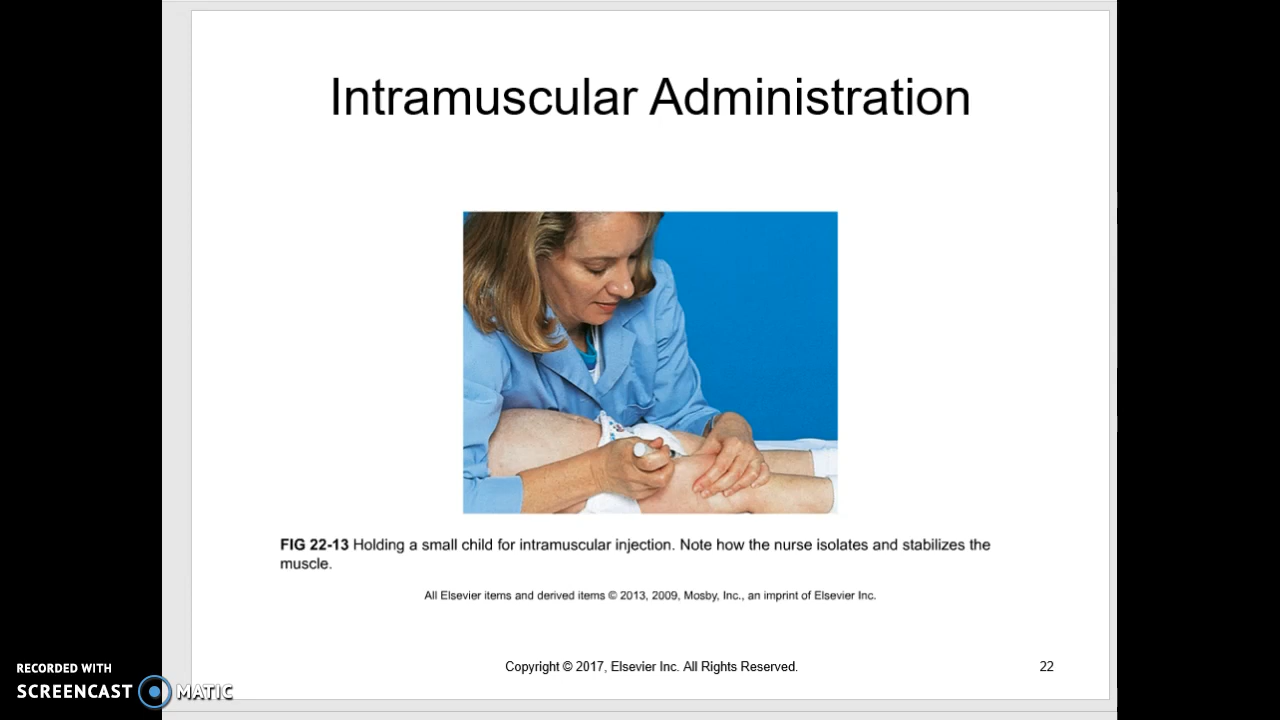 Intramuscular Administration
FIG 22-13 Holding a small child for intramuscular injection. Note how the nurse isolates and stabilizes the
muscle.
All Elsevier items and derived items © 2013, 2009, Mosby, Inc., an imprint of Elsevier Inc.
Copyright © 2017, Elsevier Inc. All Rights Reserved.
22
RECORDED WITH
SCREENCAST MATIC